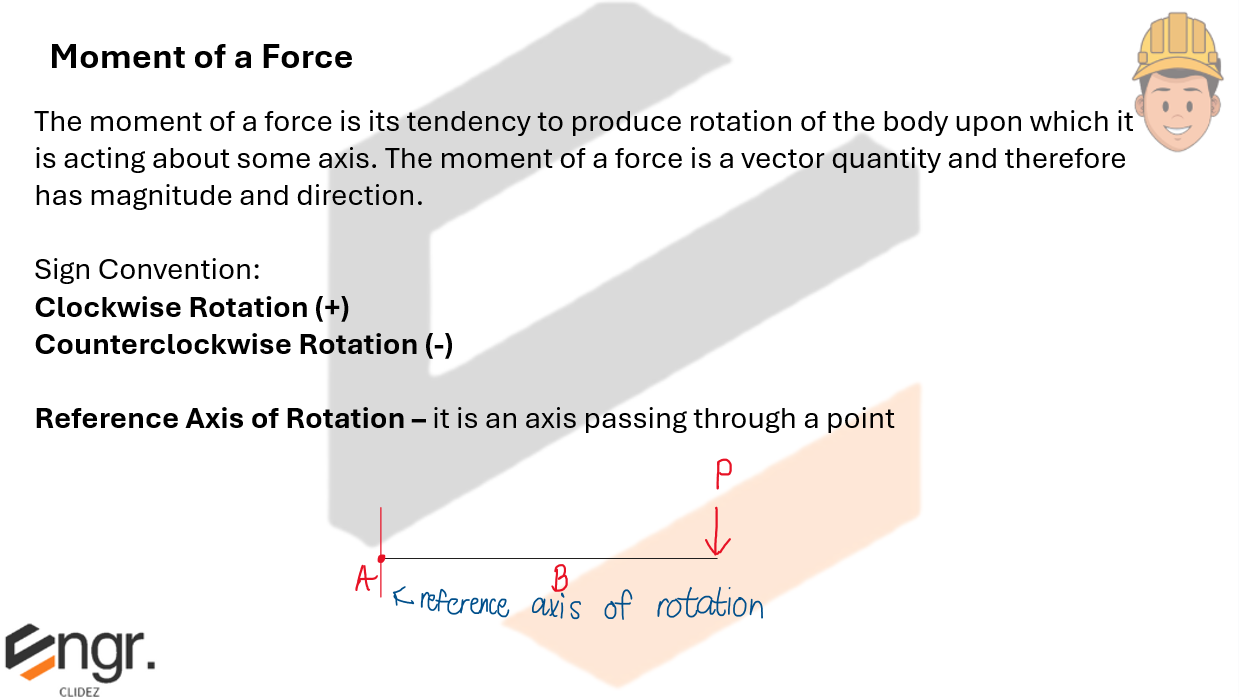 Moment of a Force
The moment of a force is its tendency to produce rotation of the body upon which it
is acting about some axis. The moment of a force is a vector quantity and therefore
has magnitude and direction.
Sign Convention:
Clockwise Rotation (+)
Counterclockwise Rotation (-)
Reference Axis of Rotation – it is an axis passing through a point
P
A
B
← reference axis of rotation
Engr.
CLIDEZ